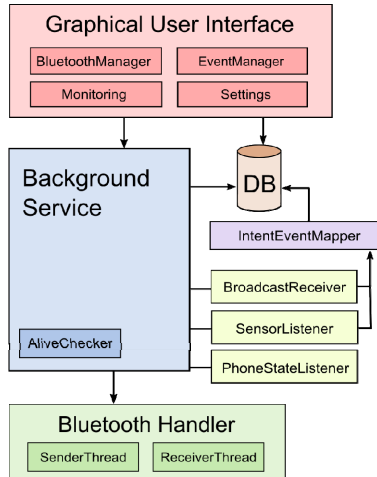 Graphical User Interface
BluetoothManager
EventManager
Monitoring
Settings
Background
Service
DB
IntentEventMapper
BroadcastReceiver
SensorListener
AliveChecker
PhoneStateListener
Bluetooth Handler
SenderThread
ReceiverThread